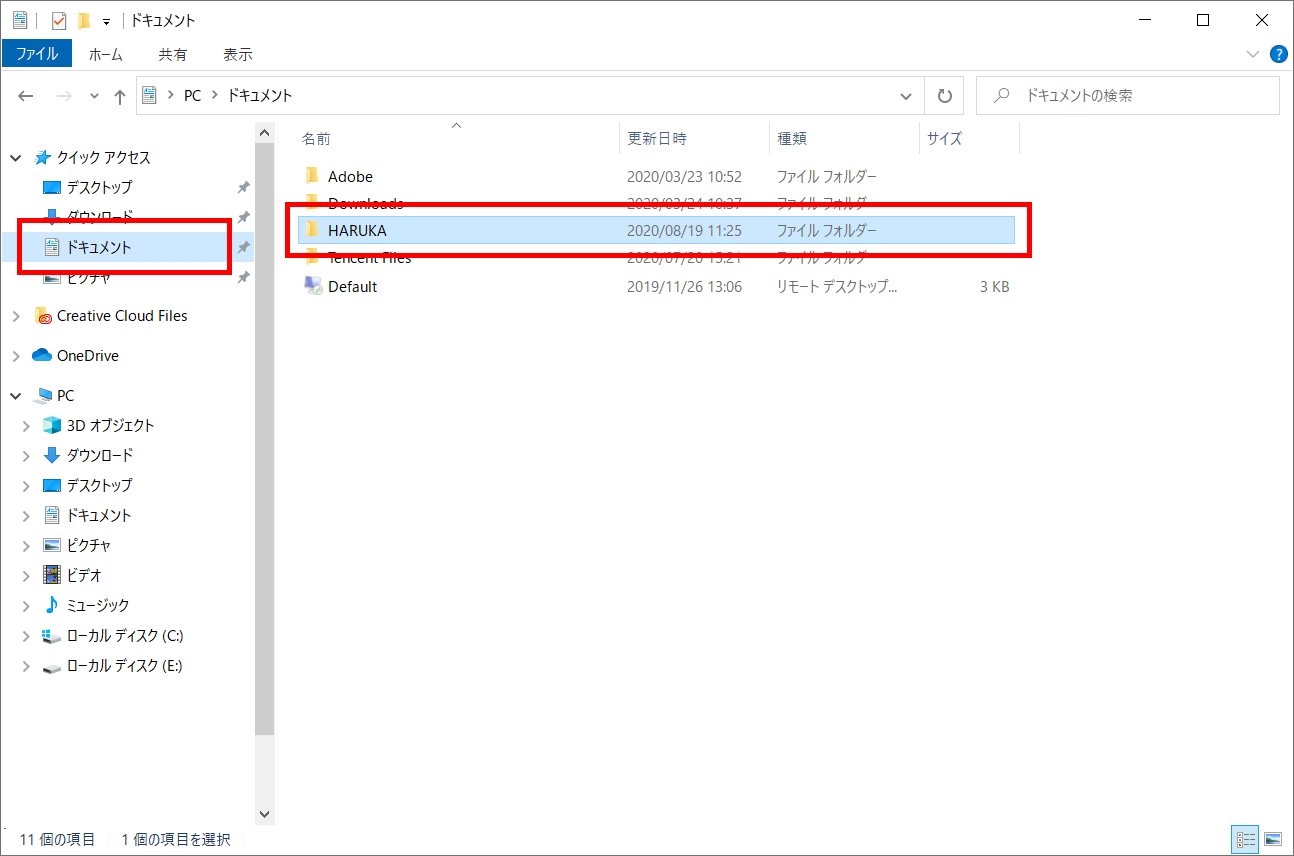 ドキュメント
ファイル ホーム 共有 表示
PC ドキュメント ドキュメントの検索
クイック アクセス
デスクトップ
ダウンロード
ドキュメント
ピクチャ
Creative Cloud Files
OneDrive
PC
3D オブジェクト
ダウンロード
デスクトップ
ドキュメント
ピクチャ
ビデオ
ミュージック
ローカル ディスク (C:)
ローカル ディスク (E:)
名前 更新日時 種類 サイズ
Adobe 2020/03/23 10:52 ファイル フォルダー
Downloads 2020/03/24 10:37 ファイル フォルダー
HARUKA 2020/08/19 11:25 ファイル フォルダー
Tencent Files 2020/07/20 15:21 ファイル フォルダー
Default 2019/11/26 13:06 リモート デスクトップ... 3 KB
11 個の項目 1 個の項目を選択